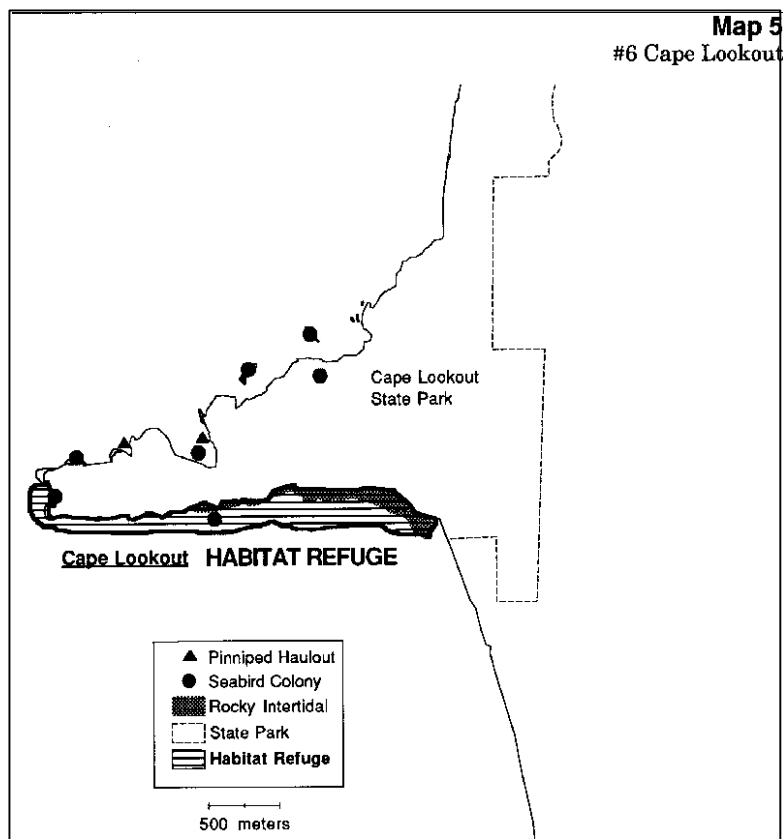 Map 5
#6 Cape Lookout
Cape Lookout
State Park
Cape Lookout HABITAT REFUGE
Pinniped Haulout
Seabird Colony
Rocky Intertidal
State Park
Habitat Refuge
500 meters